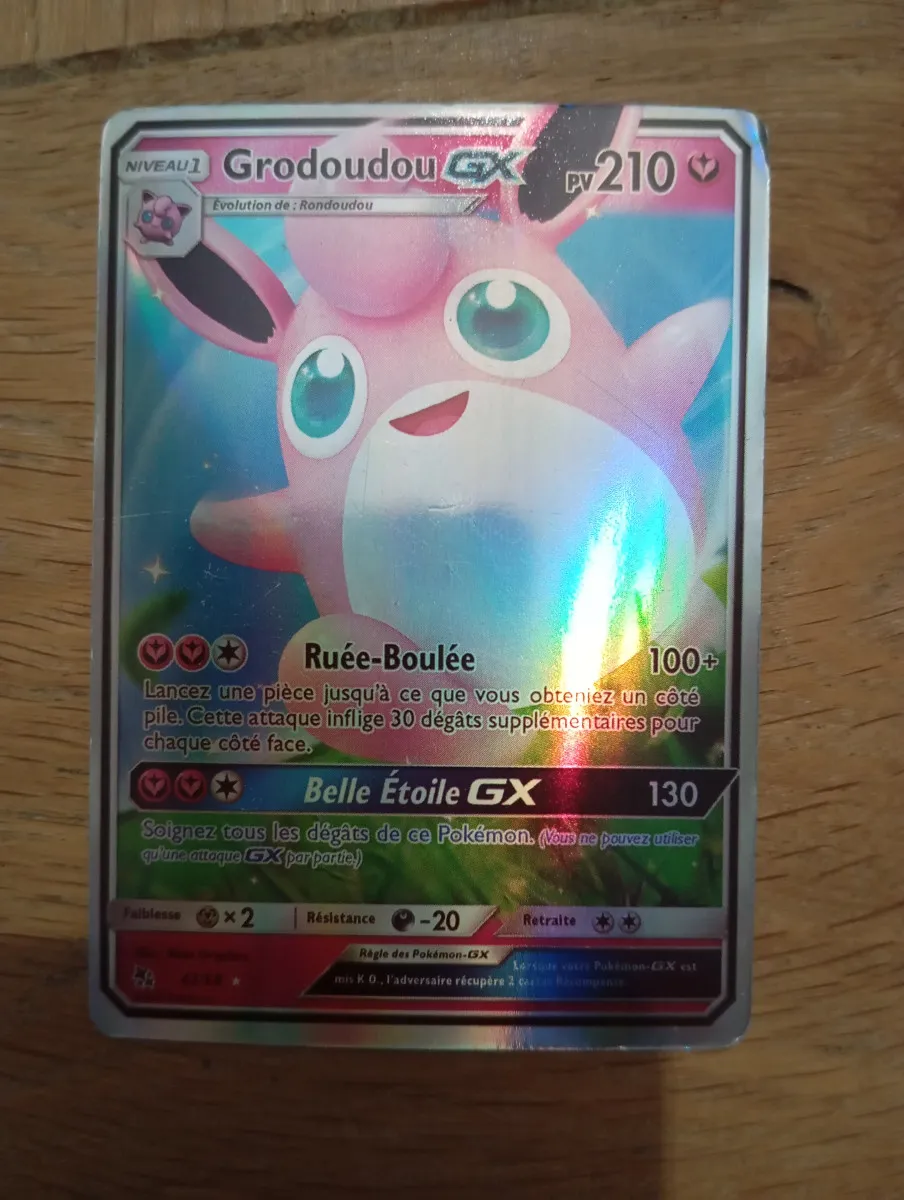 NIVEAU 1
Grodoudou GX
PV 210
Évolution de : Rondoudou
Ruée-Boulée 100+
Lancez une pièce jusqu'à ce que vous obteniez un côté
pile. Cette attaque inflige 30 dégâts supplémentaires pour
chaque côté face.
Belle Étoile GX 130
Soignez tous les dégâts de ce Pokémon. (Vous ne pouvez utiliser
qu'une attaque GX par partie.)
Faiblesse ×2 Résistance -20 Retraite
Règle des Pokémon-GX
Lorsque votre Pokémon-GX est
mis K.O., l'adversaire récupère 2 cartes Récompense.